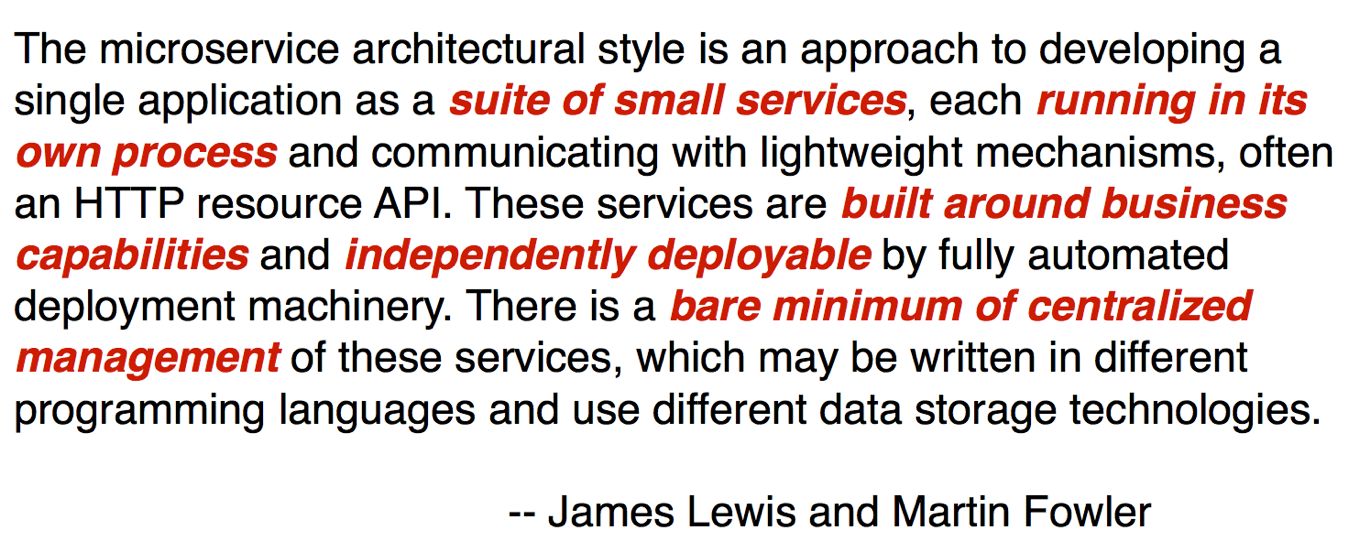 The microservice architectural style is an approach to developing a
single application as a suite of small services, each running in its
own process and communicating with lightweight mechanisms, often
an HTTP resource API. These services are built around business
capabilities and independently deployable by fully automated
deployment machinery. There is a bare minimum of centralized
management of these services, which may be written in different
programming languages and use different data storage technologies.
-- James Lewis and Martin Fowler